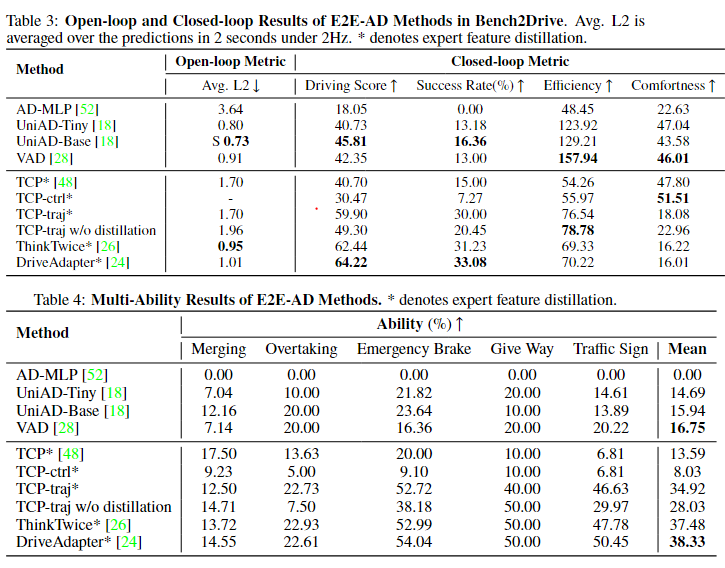 Table 3: Open-loop and Closed-loop Results of E2E-AD Methods in Bench2Drive. Avg. L2 is
averaged over the predictions in 2 seconds under 2Hz. * denotes expert feature distillation.
Method Open-loop Metric Closed-loop Metric
Avg. L2 ↓ Driving Score ↑ Success Rate(%) ↑ Efficiency ↑ Comfortness ↑
AD-MLP [52] 3.64 18.05 0.00 48.45 22.63
UniAD-Tiny [18] 0.80 40.73 13.18 123.92 47.04
UniAD-Base [18] S 0.73 45.81 16.36 129.21 43.58
VAD [28] 0.91 42.35 13.00 157.94 46.01
TCP* [48] 1.70 40.70 15.00 54.26 47.80
TCP-ctrl* - 30.47 7.27 55.97 51.51
TCP-traj* 1.70 59.90 30.00 76.54 18.08
TCP-traj w/o distillation 1.96 49.30 20.45 78.78 22.96
ThinkTwice* [26] 0.95 62.44 31.23 69.33 16.22
DriveAdapter* [24] 1.01 64.22 33.08 70.22 16.01
Table 4: Multi-Ability Results of E2E-AD Methods. * denotes expert feature distillation.
Method Ability (%) ↑
Merging Overtaking Emergency Brake Give Way Traffic Sign Mean
AD-MLP [52] 0.00 0.00 0.00 0.00 0.00 0.00
UniAD-Tiny [18] 7.04 10.00 21.82 20.00 14.61 14.69
UniAD-Base [18] 12.16 20.00 23.64 10.00 13.89 15.94
VAD [28] 7.14 20.00 16.36 20.00 20.22 16.75
TCP* [48] 17.50 13.63 20.00 10.00 6.81 13.59
TCP-ctrl* 9.23 5.00 9.10 10.00 6.81 8.03
TCP-traj* 12.50 22.73 52.72 40.00 46.63 34.92
TCP-traj w/o distillation 14.71 7.50 38.18 50.00 29.97 28.03
ThinkTwice* [26] 13.72 22.93 52.99 50.00 47.78 37.48
DriveAdapter* [24] 14.55 22.61 54.04 50.00 50.45 38.33